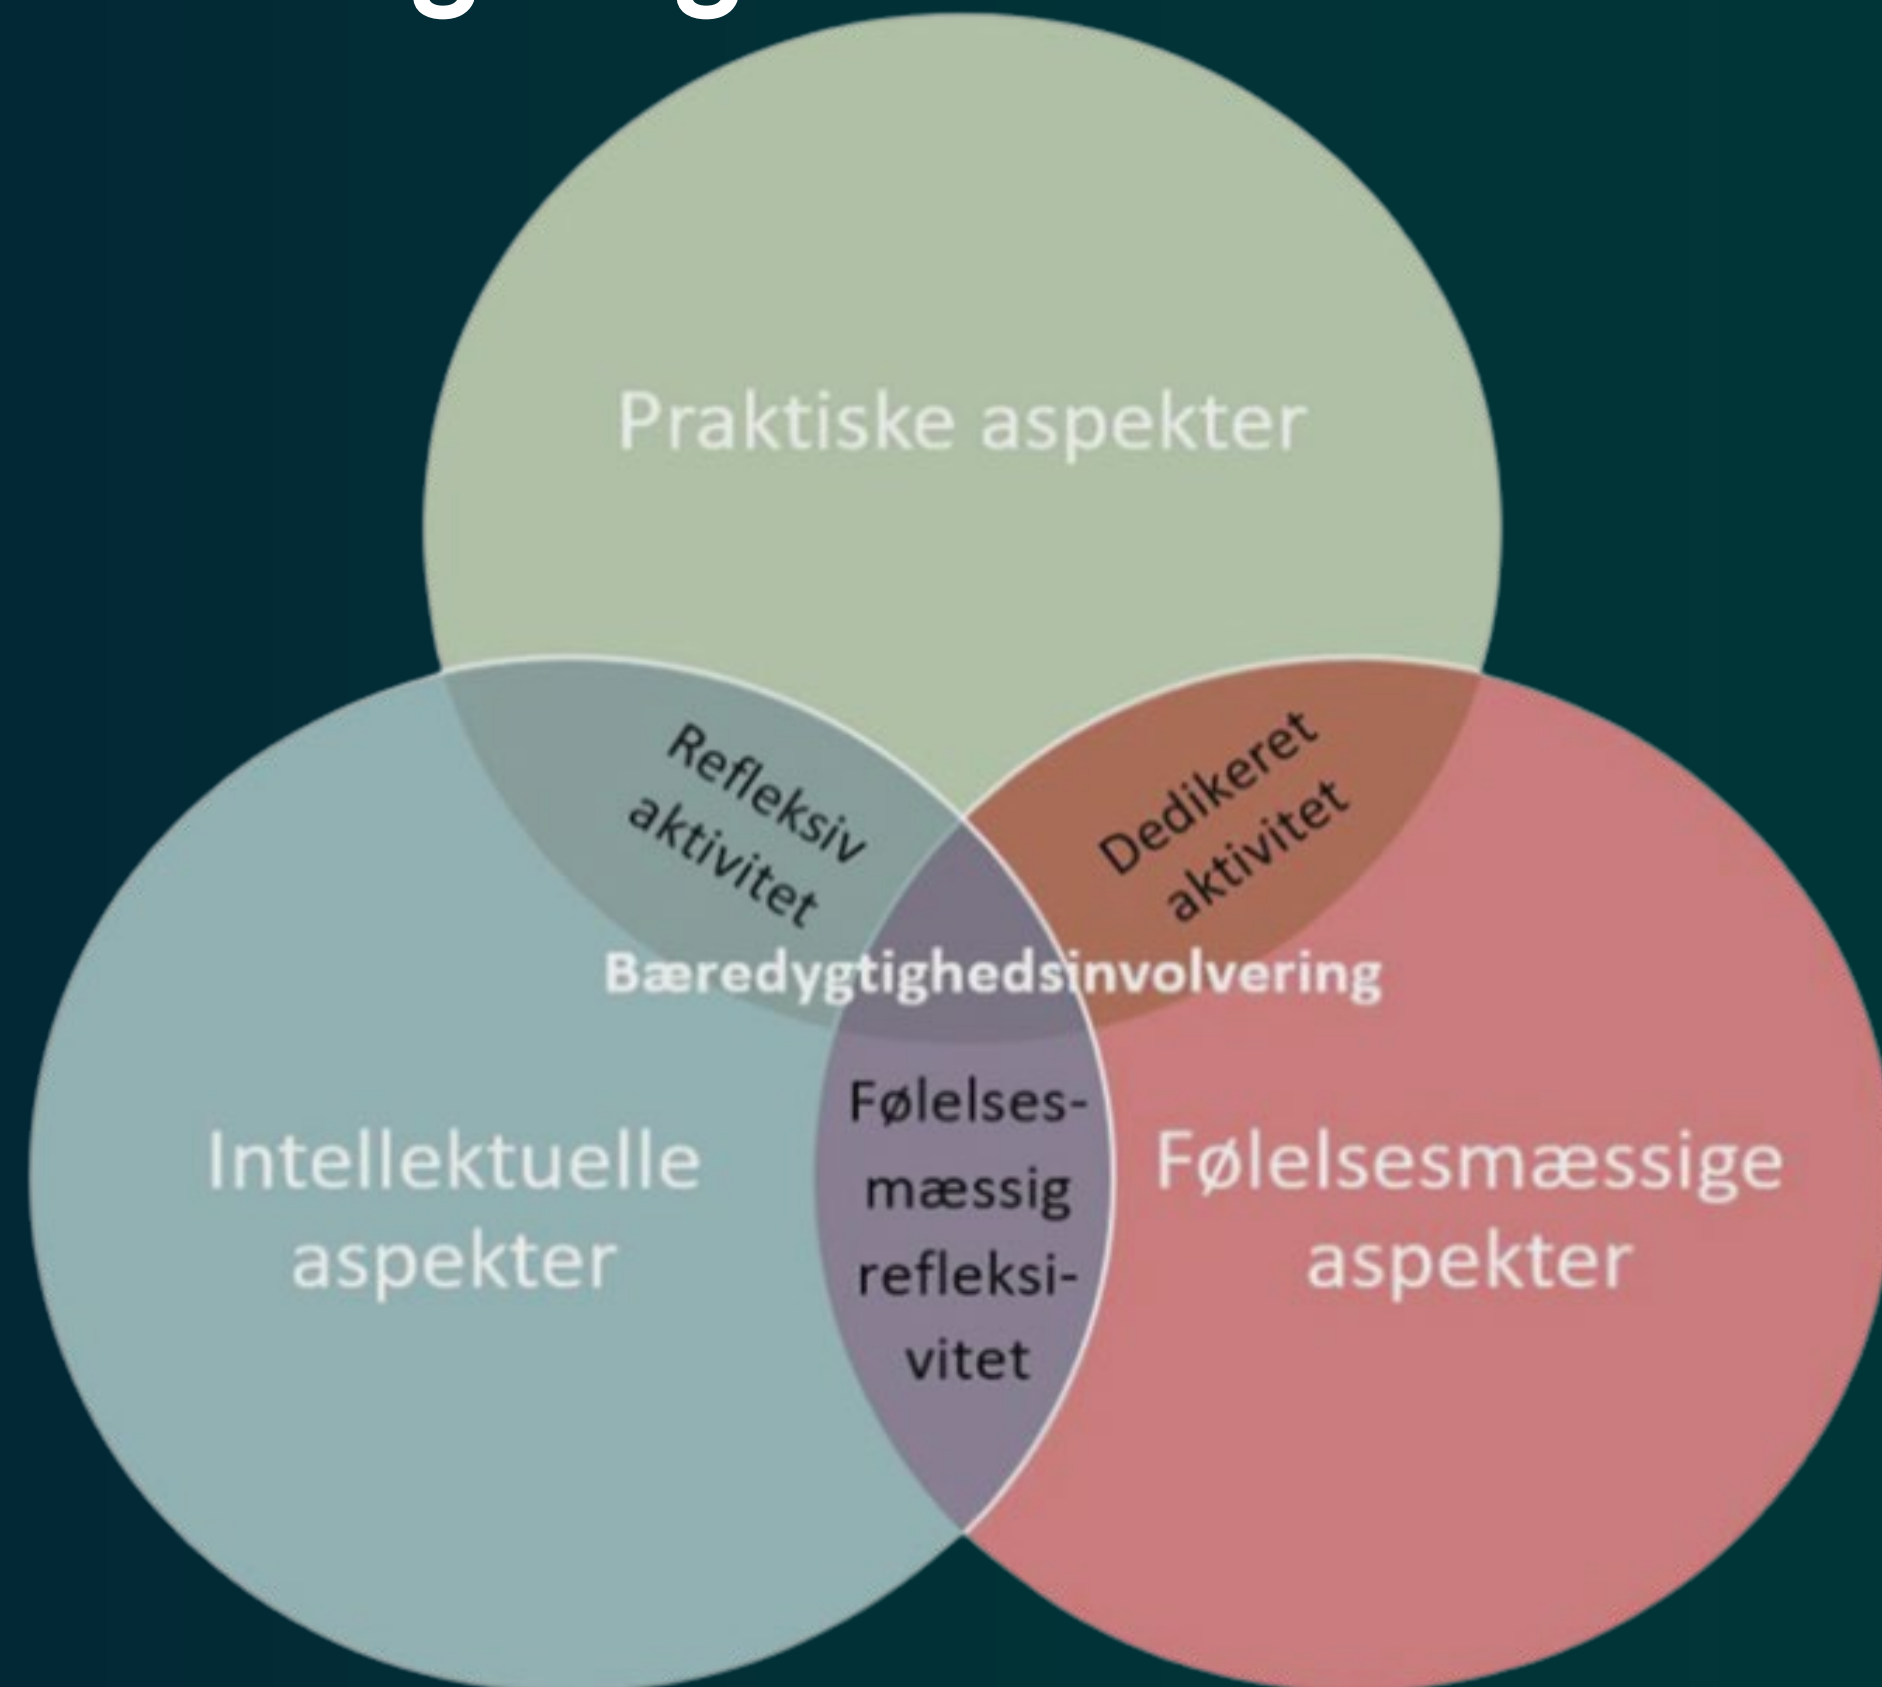 Praktiske aspekter
Refleksiv
aktivitet
Dedikeret
aktivitet
Bæredygtighedsinvolvering
Følelses-
mæssig
refleksi-
vitet
Intellektuelle
aspekter
Følelsesmæssige
aspekter